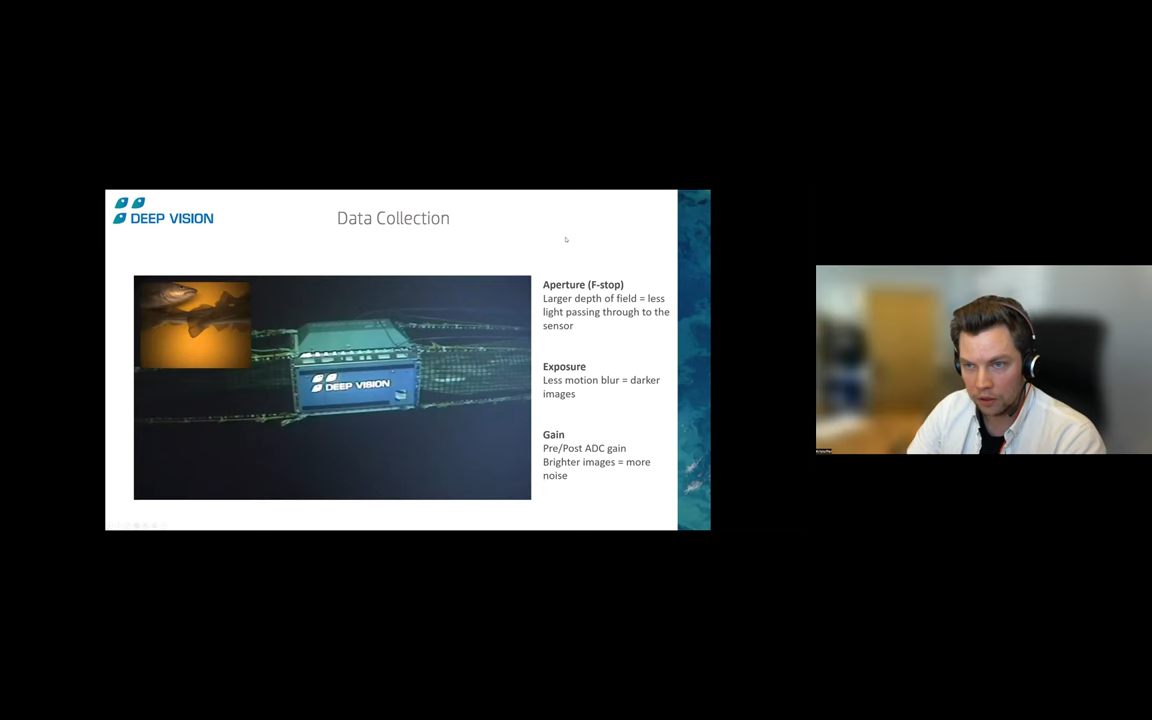 DEEP VISION
Data Collection
DEEP VISION
Aperture (F-stop)
Larger depth of field = less
light passing through to the
sensor
Exposure
Less motion blur = darker
images
Gain
Pre/Post ADC gain
Brighter images = more
noise